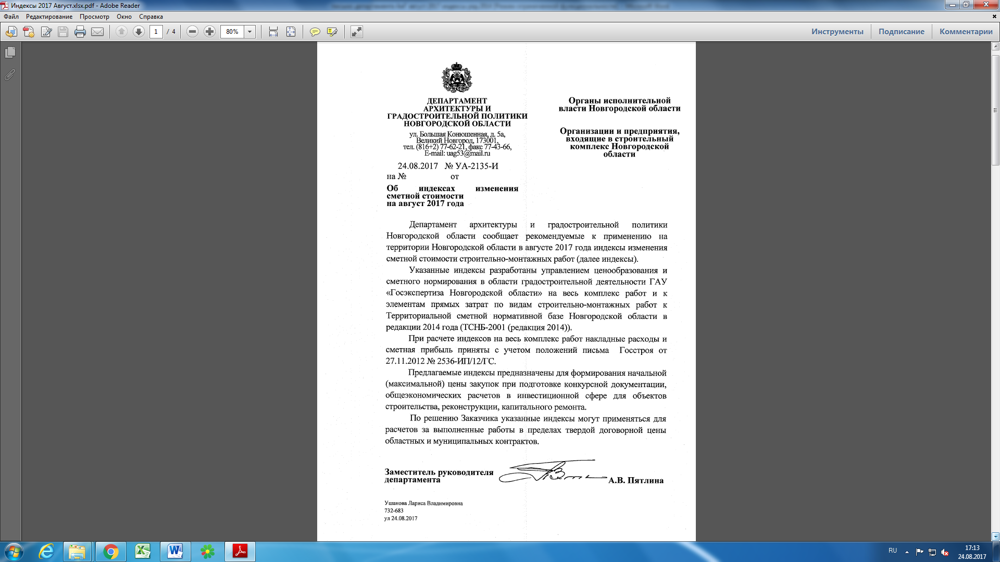 Индексы 2017 Август.xlsx.pdf - Adobe Reader
Файл Редактирование Просмотр Окно Справка
1 / 4 80% Инструменты Подписание Комментарии
ДЕПАРТАМЕНТ
АРХИТЕКТУРЫ И
ГРАДОСТРОИТЕЛЬНОЙ ПОЛИТИКИ
НОВГОРОДСКОЙ ОБЛАСТИ
ул. Большая Конюшенная, д. 5а,
Великий Новгород, 173001,
тел. (816+2) 77-62-21, факс 77-43-66,
E-mail: uag53@mail.ru
24.08.2017 № УА-2135-И
на № от
Об индексах изменения
сметной стоимости
на август 2017 года
Органы исполнительной
власти Новгородской области
Организации и предприятия,
входящие в строительный
комплекс Новгородской
области
Департамент архитектуры и градостроительной политики
Новгородской области сообщает рекомендуемые к применению на
территории Новгородской области в августе 2017 года индексы изменения
сметной стоимости строительно-монтажных работ (далее индексы).
Указанные индексы разработаны управлением ценообразования и
сметного нормирования в области градостроительной деятельности ГАУ
«Госэкспертиза Новгородской области» на весь комплекс работ и к
элементам прямых затрат по видам строительно-монтажных работ к
Территориальной сметной нормативной базе Новгородской области в
редакции 2014 года (ТСНБ-2001 (редакция 2014)).
При расчете индексов на весь комплекс работ накладные расходы и
сметная прибыль приняты с учетом положений письма Госстроя от
27.11.2012 № 2536-ИП/12/ГС.
Предлагаемые индексы предназначены для формирования начальной
(максимальной) цены закупок при подготовке конкурсной документации,
общеэкономических расчетов в инвестиционной сфере для объектов
строительства, реконструкции, капитального ремонта.
По решению Заказчика указанные индексы могут применяться для
расчетов за выполненные работы в пределах твердой договорной цены
областных и муниципальных контрактов.
Заместитель руководителя
департамента А.В. Пятлина
Ушанова Лариса Владимировна
732-683
ул 24.08.2017
RU 17:13
24.08.2017